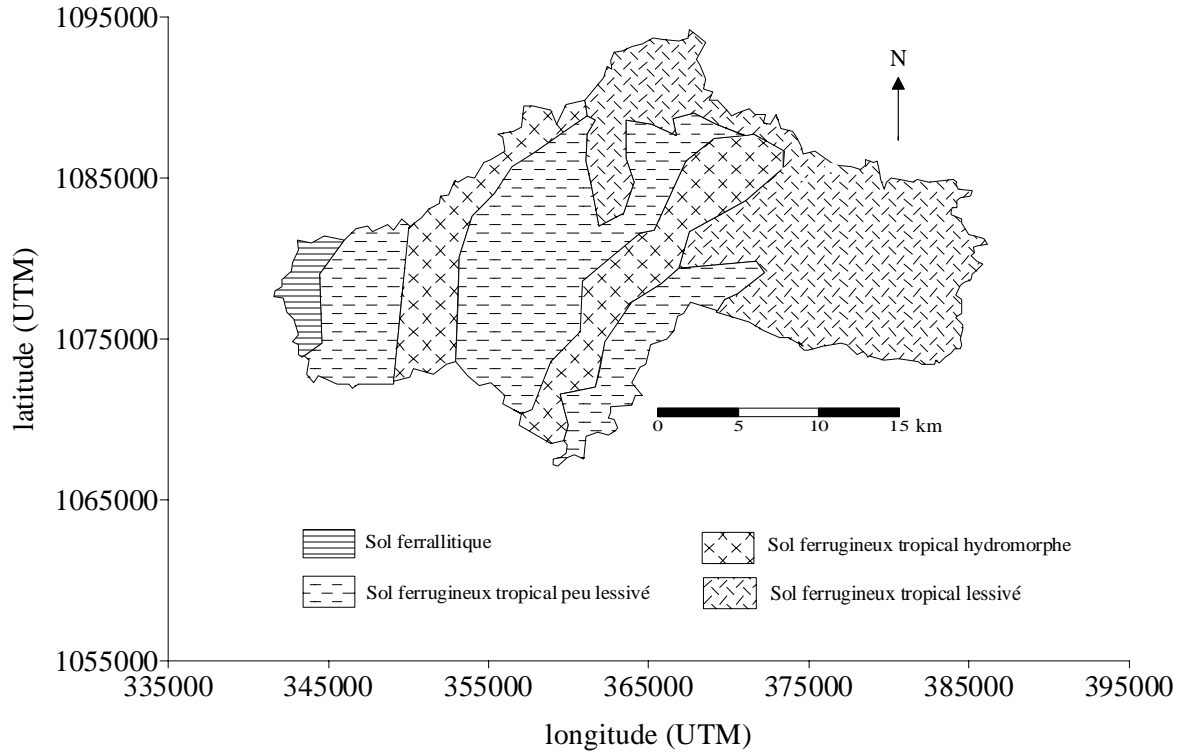 1095000
N
1085000
latitude (UTM)
1075000
0 5 10 15 km
1065000
Sol ferrallitique
Sol ferrugineux tropical hydromorphe
Sol ferrugineux tropical peu lessivé
Sol ferrugineux tropical lessivé
1055000
335000 345000 355000 365000 375000 385000 395000
longitude (UTM)